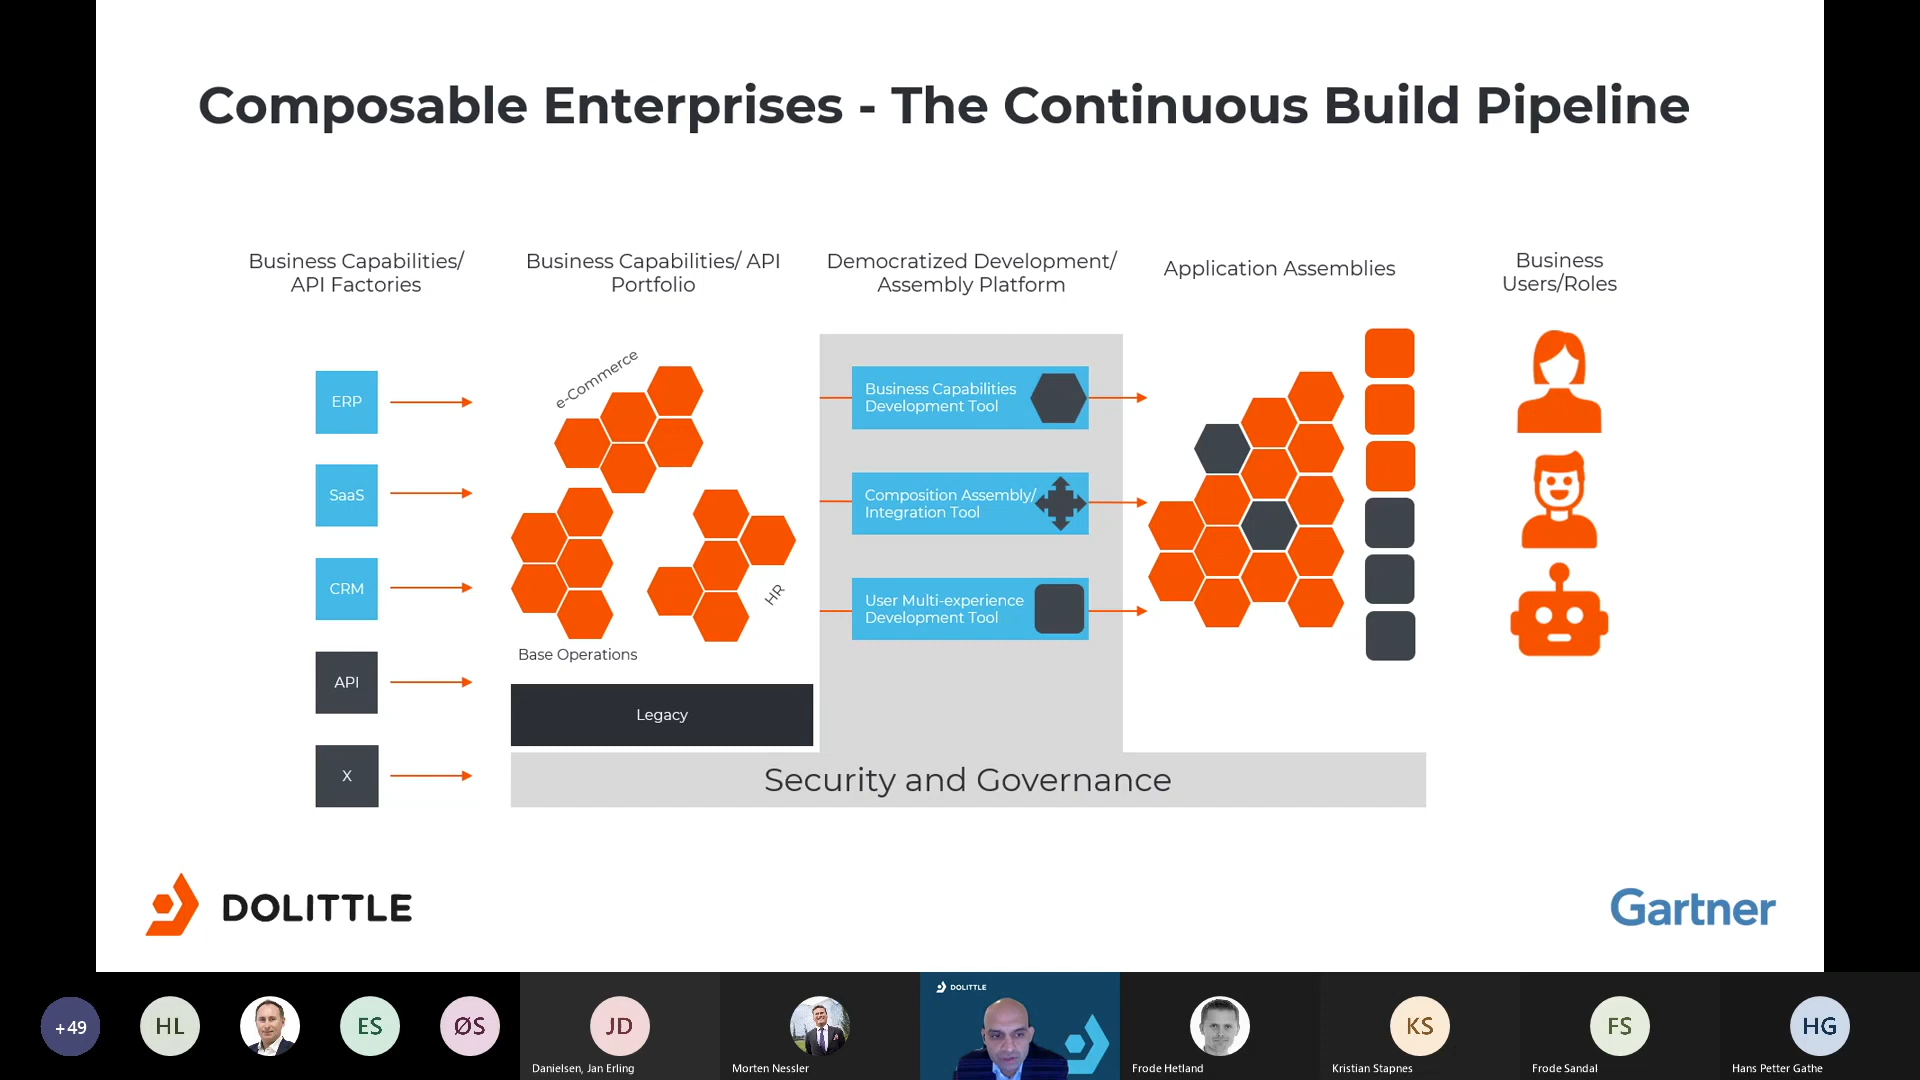 Composable Enterprises - The Continuous Build Pipeline
Business Capabilities/
API Factories
Business Capabilities/ API
Portfolio
Democratized Development/
Assembly Platform
Application Assemblies
Business
Users/Roles
ERP
SaaS
CRM
API
X
e-Commerce
HR
Base Operations
Legacy
Business Capabilities
Development Tool
Composition Assembly/
Integration Tool
User Multi-experience
Development Tool
Security and Governance
DOLITTLE
Gartner
+49
HL
ES
ØS
JD
Danielsen, Jan Erling
Morten Nessler
DOLITTLE
Frode Hetland
KS
Kristian Stapnes
FS
Frode Sandal
HG
Hans Petter Gathe